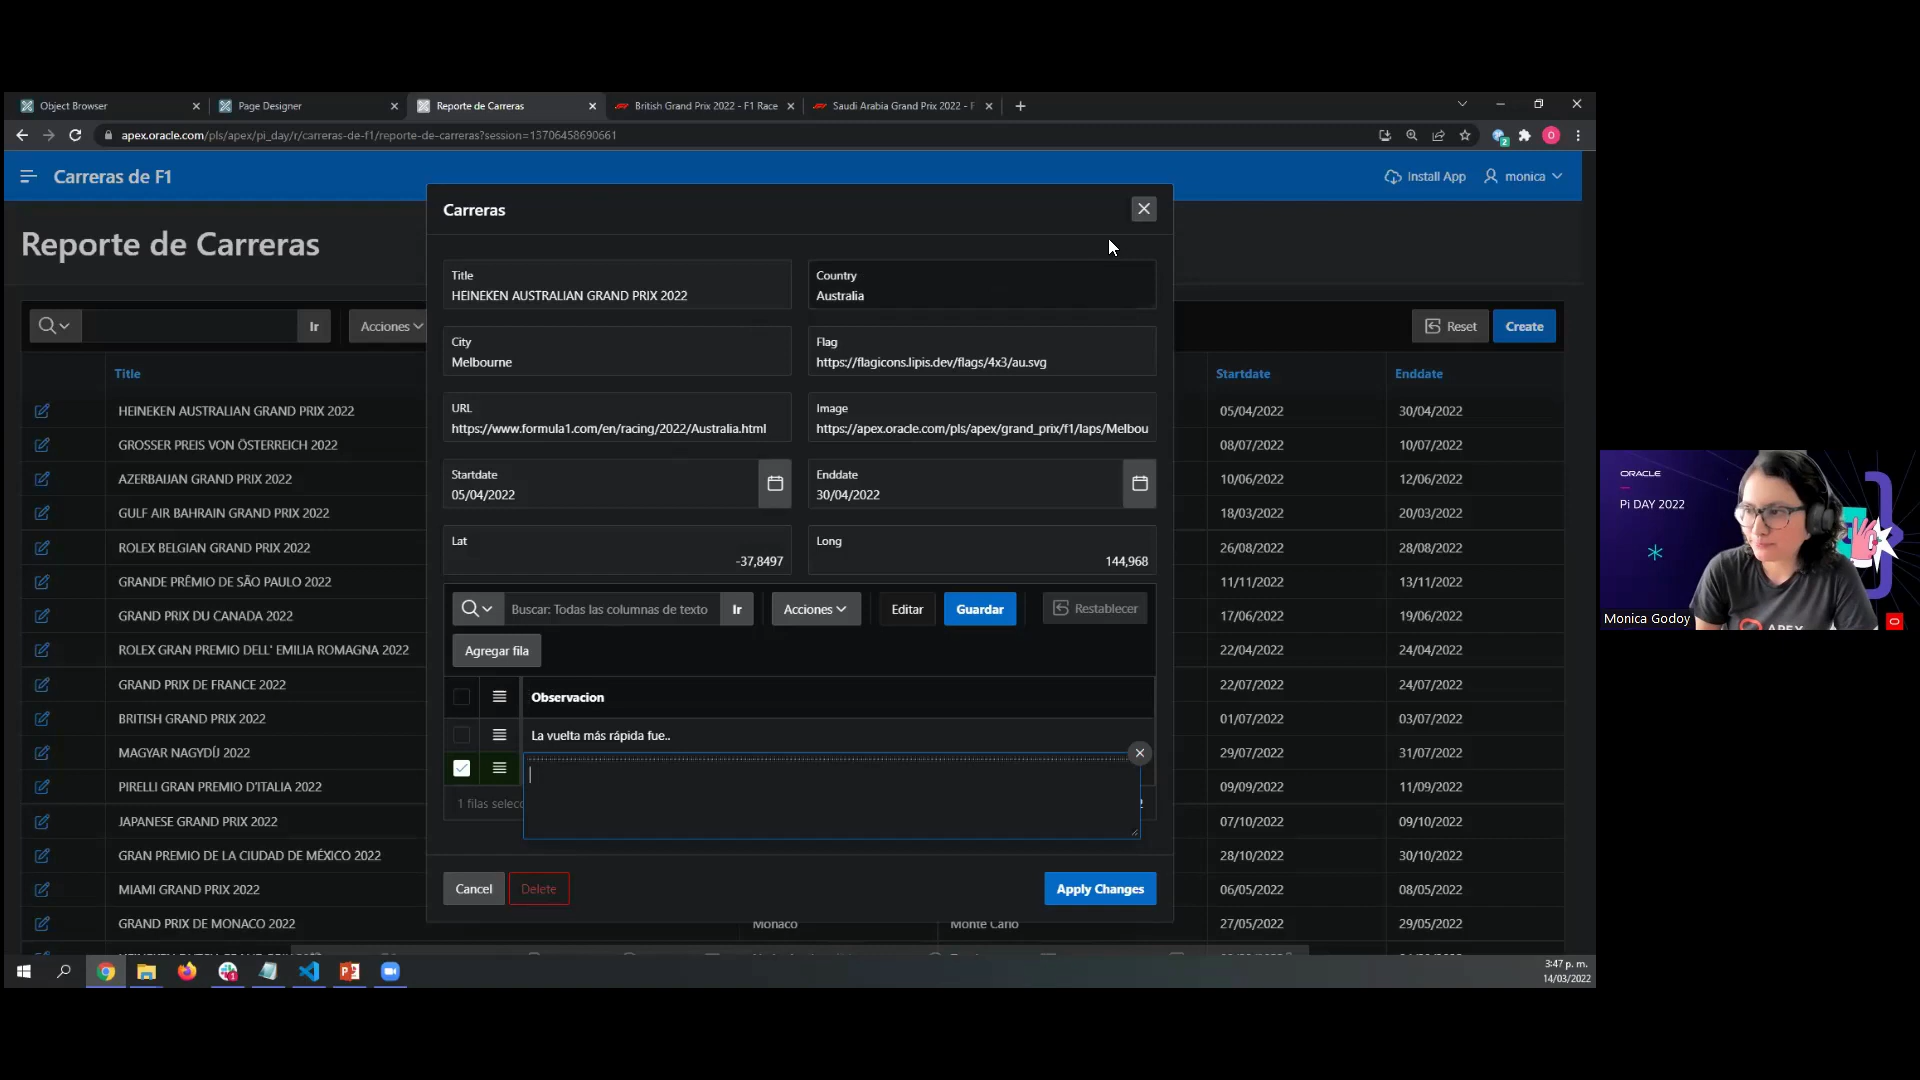 Object Browser
Page Designer
Reporte de Carreras
British Grand Prix 2022 - F1 Race
Saudi Arabia Grand Prix 2022 - F
apex.oracle.com/pls/apex/pi_day/r/carreras-de-f1/reporte-de-carreras?session=13706458690661
Carreras de F1
Install App
monica
Reporte de Carreras
Ir
Acciones
Reset
Create
Title
Startdate
Enddate
HEINEKEN AUSTRALIAN GRAND PRIX 2022 05/04/2022 30/04/2022
GROSSER PREIS VON ÖSTERREICH 2022 08/07/2022 10/07/2022
AZERBAIJAN GRAND PRIX 2022 10/06/2022 12/06/2022
GULF AIR BAHRAIN GRAND PRIX 2022 18/03/2022 20/03/2022
ROLEX BELGIAN GRAND PRIX 2022 26/08/2022 28/08/2022
GRANDE PRÊMIO DE SÃO PAULO 2022 11/11/2022 13/11/2022
GRAND PRIX DU CANADA 2022 17/06/2022 19/06/2022
ROLEX GRAN PREMIO DELL' EMILIA ROMAGNA 2022 22/04/2022 24/04/2022
GRAND PRIX DE FRANCE 2022 22/07/2022 24/07/2022
BRITISH GRAND PRIX 2022 01/07/2022 03/07/2022
MAGYAR NAGYDÍJ 2022 29/07/2022 31/07/2022
PIRELLI GRAN PREMIO D'ITALIA 2022 09/09/2022 11/09/2022
JAPANESE GRAND PRIX 2022 07/10/2022 09/10/2022
GRAN PREMIO DE LA CIUDAD DE MÉXICO 2022 28/10/2022 30/10/2022
MIAMI GRAND PRIX 2022 06/05/2022 08/05/2022
GRAND PRIX DE MONACO 2022 Monaco Monte Carlo 27/05/2022 29/05/2022
Carreras
Title
HEINEKEN AUSTRALIAN GRAND PRIX 2022
Country
Australia
City
Melbourne
Flag
https://flagicons.lipis.dev/flags/4x3/au.svg
URL
https://www.formula1.com/en/racing/2022/Australia.html
Image
https://apex.oracle.com/pls/apex/grand_prix/f1/laps/Melbou
Startdate
05/04/2022
Enddate
30/04/2022
Lat
-37,8497
Long
144,968
Buscar: Todas las columnas de texto
Ir
Acciones
Editar
Guardar
Restablecer
Agregar fila
Observacion
La vuelta más rápida fue..
1 filas selecc
Cancel
Delete
Apply Changes
3:47 p. m.
14/03/2022
ORACLE
Pi DAY 2022
APEX
Monica Godoy